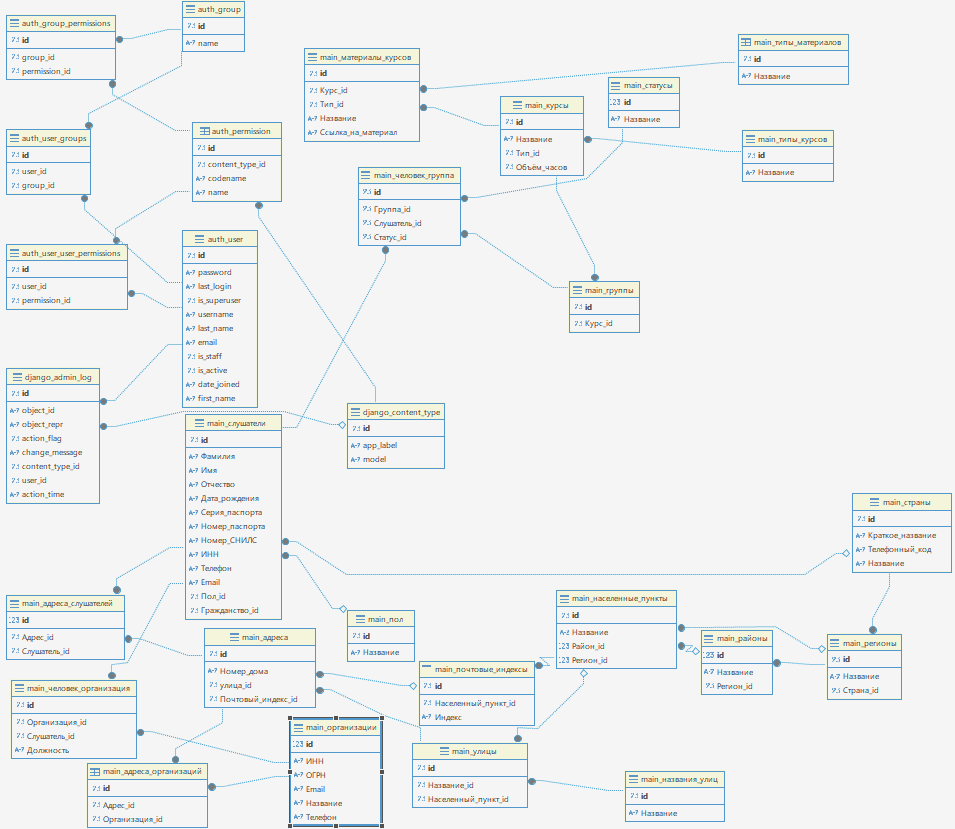 auth_group_permissions
id
group_id
permission_id
auth_group
id
name
main_материалы_курсов
id
Курс_id
Тип_id
Название
Ссылка_на_материал
main_типы_материалов
id
Название
main_статусы
123 id
Название
main_курсы
id
Название
Тип_id
Объём_часов
auth_user_groups
id
user_id
group_id
auth_permission
id
content_type_id
codename
name
main_типы_курсов
id
Название
main_человек_группа
id
Группа_id
Слушатель_id
Статус_id
auth_user_user_permissions
id
user_id
permission_id
auth_user
id
password
last_login
is_superuser
username
last_name
email
is_staff
is_active
date_joined
first_name
main_группы
id
Курс_id
django_admin_log
id
object_id
object_repr
action_flag
change_message
content_type_id
user_id
action_time
django_content_type
id
app_label
model
main_слушатели
id
Фамилия
Имя
Отчество
Дата_рождения
Серия_паспорта
Номер_паспорта
Номер_СНИЛС
ИНН
Телефон
Email
Пол_id
Гражданство_id
main_страны
id
Краткое_название
Телефонный_код
Название
main_адреса_слушателей
123 id
Адрес_id
Слушатель_id
main_пол
id
Название
main_населенные_пункты
id
Название
123 Район_id
123 Регион_id
main_адреса
id
Номер_дома
улица_id
Почтовый_индекс_id
main_районы
123 id
Название
Регион_id
main_регионы
id
Название
Страна_id
main_почтовые_индексы
id
Населенный_пункт_id
Индекс
main_человек_организация
id
Организация_id
Слушатель_id
Должность
main_организации
123 id
ИНН
ОГРН
Email
Название
Телефон
main_улицы
id
Название_id
Населенный_пункт_id
main_адреса_организаций
id
Адрес_id
Организация_id
main_названия_улиц
id
Название